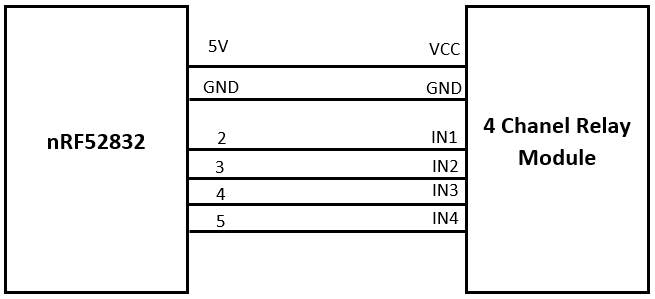 nRF52832
5V VCC
GND GND
2 IN1
3 IN2
4 IN3
5 IN4
4 Chanel Relay
Module